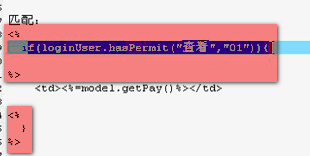 匹配:
<%
if(loginUser.hasPermit("查看","01")){
%>
<td><%=model.getPay()%></td>
<%
}
%>